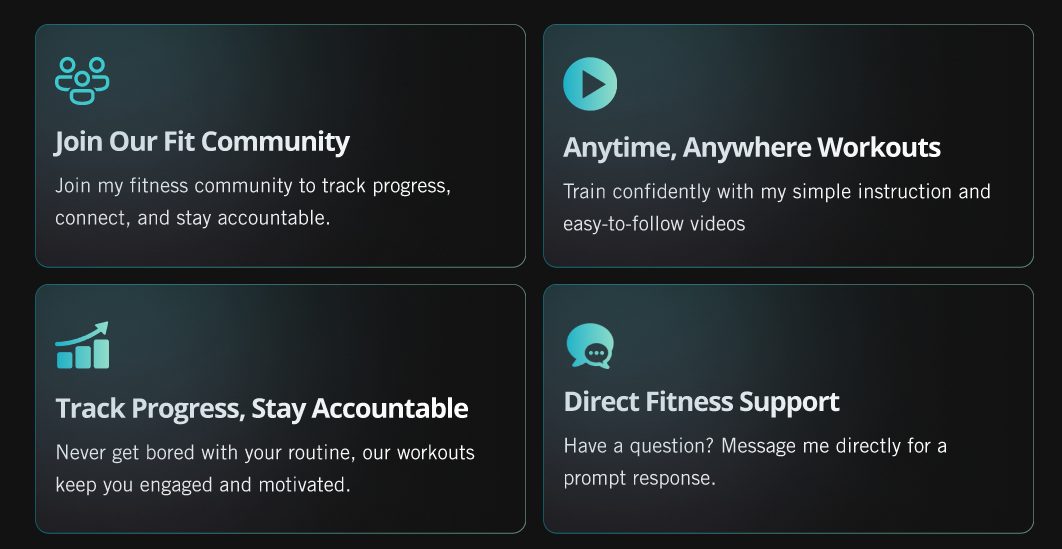 Join Our Fit Community
Join my fitness community to track progress,
connect, and stay accountable.
Anytime, Anywhere Workouts
Train confidently with my simple instruction and
easy-to-follow videos
Track Progress, Stay Accountable
Never get bored with your routine, our workouts
keep you engaged and motivated.
Direct Fitness Support
Have a question? Message me directly for a
prompt response.